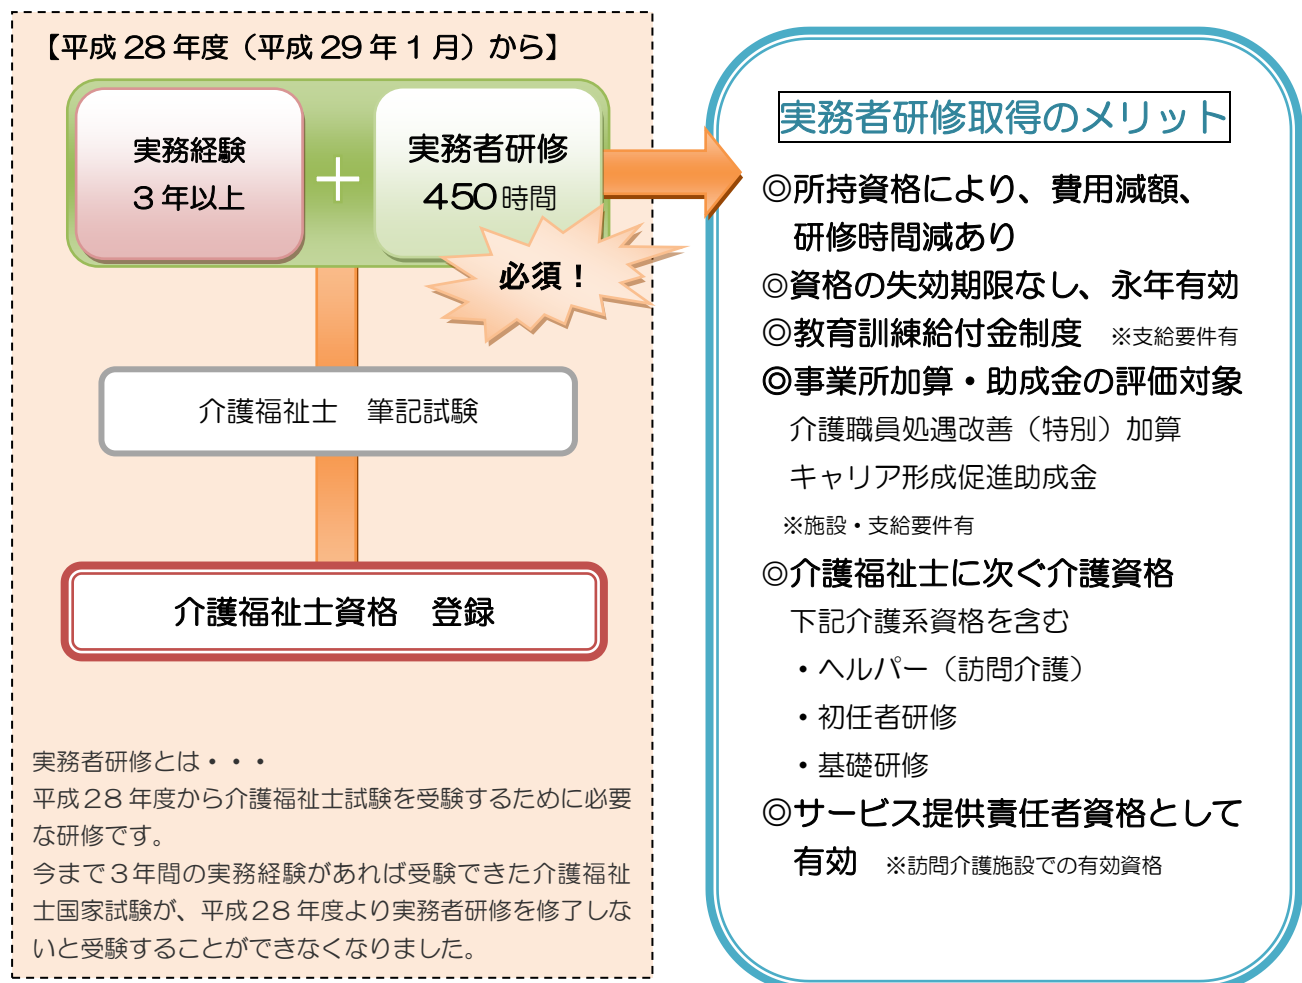 【平成28年度（平成29年1月）から】
実務経験
3年以上
＋
実務者研修
450時間
必須！
介護福祉士　筆記試験
介護福祉士資格　登録
実務者研修とは・・・
平成28年度から介護福祉士試験を受験するために必要
な研修です。
今まで3年間の実務経験があれば受験できた介護福祉
士国家試験が、平成28年度より実務者研修を修了しな
いと受験することができなくなりました。
実務者研修取得のメリット
◎所持資格により、費用減額、
研修時間減あり
◎資格の失効期限なし、永年有効
◎教育訓練給付金制度　※支給要件有
◎事業所加算・助成金の評価対象
介護職員処遇改善（特別）加算
キャリア形成促進助成金
※施設・支給要件有
◎介護福祉士に次ぐ介護資格
下記介護系資格を含む
・ヘルパー（訪問介護）
・初任者研修
・基礎研修
◎サービス提供責任者資格として
有効　※訪問介護施設での有効資格